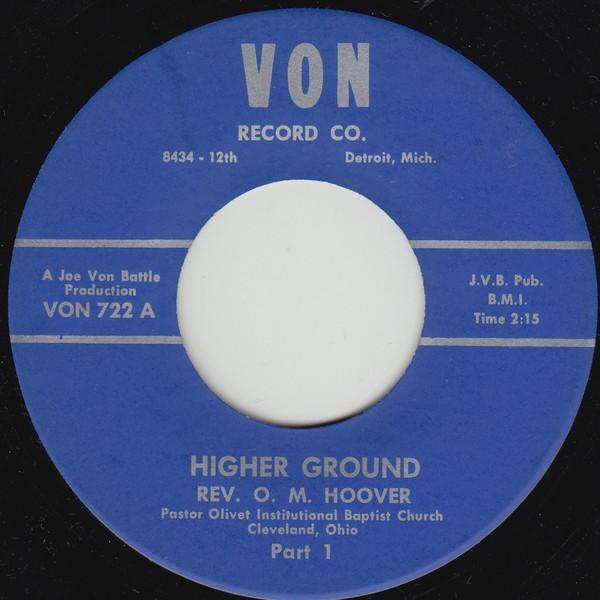 VON
RECORD CO.
8434 - 12th Detroit, Mich.
A Joe Von Battle
Production
VON 722 A
J.V.B. Pub.
B.M.I.
Time 2:15
HIGHER GROUND
REV. O. M. HOOVER
Pastor Olivet Institutional Baptist Church
Cleveland, Ohio
Part 1